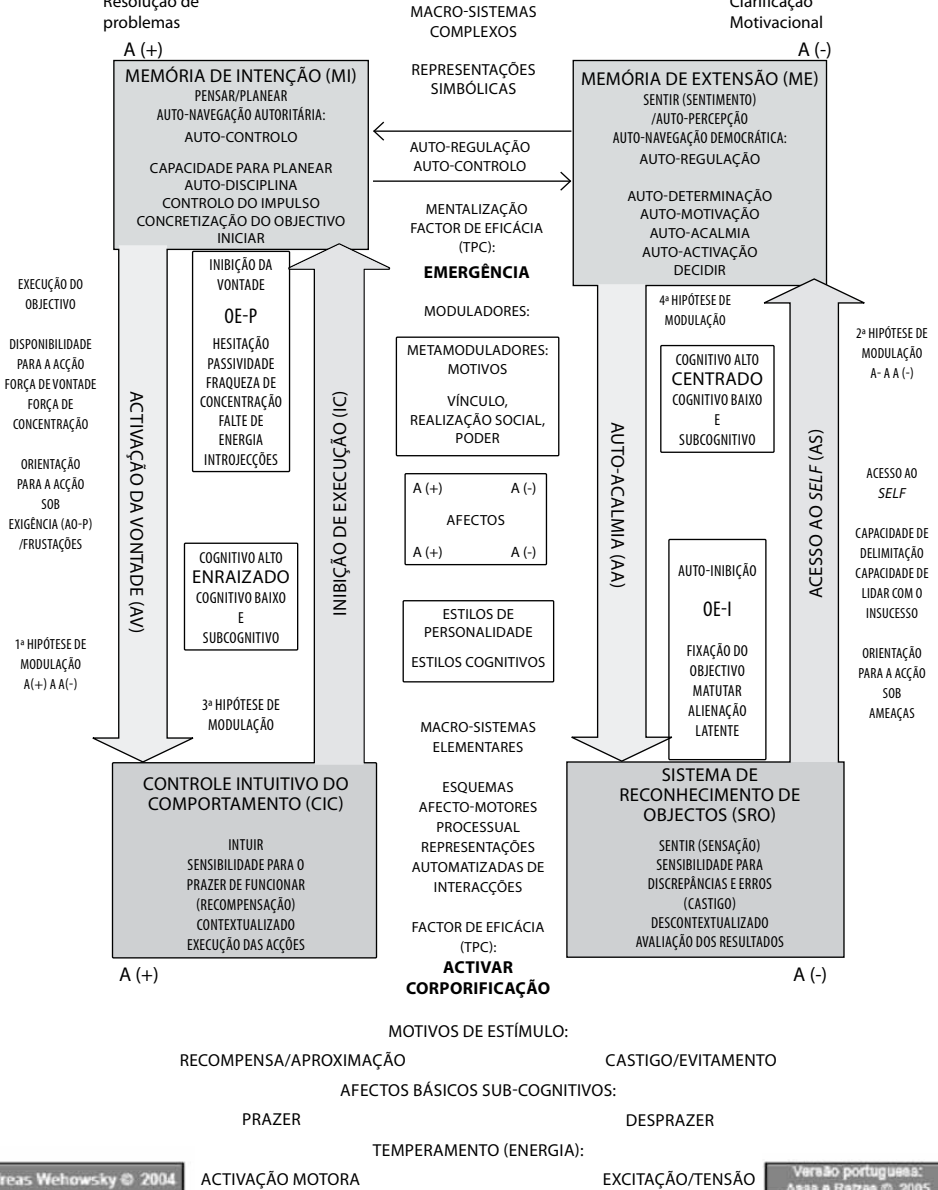 Resolução de
problemas
A (+)
MACRO-SISTEMAS
COMPLEXOS
REPRESENTAÇÕES
SIMBÓLICAS
Clarificação
Motivacional
A (-)
MEMÓRIA DE INTENÇÃO (MI)
PENSAR/PLANEAR
AUTO-NAVEGAÇÃO AUTORITÁRIA:
AUTO-CONTROLO
CAPACIDADE PARA PLANEAR
AUTO-DISCIPLINA
CONTROLO DO IMPULSO
CONCRETIZAÇÃO DO OBJECTIVO
INICIAR
AUTO-REGULAÇÃO
AUTO-CONTROLO
MENTALIZAÇÃO
FACTOR DE EFICÁCIA
(TPC):
EMERGÊNCIA
MEMÓRIA DE EXTENSÃO (ME)
SENTIR (SENTIMENTO)
/AUTO-PERCEPÇÃO
AUTO-NAVEGAÇÃO DEMOCRÁTICA:
AUTO-REGULAÇÃO
AUTO-DETERMINAÇÃO
AUTO-MOTIVAÇÃO
AUTO-ACALMIA
AUTO-ACTIVAÇÃO
DECIDIR
EXECUÇÃO DO
OBJECTIVO
DISPONIBILIDADE
PARA A ACÇÃO
FORÇA DE VONTADE
FORÇA DE
CONCENTRAÇÃO
ORIENTAÇÃO
PARA A ACÇÃO
SOB
EXIGÊNCIA (AO-P)
/FRUSTAÇÕES
1ª HIPÓTESE DE
MODULAÇÃO
A(+) A A(-)
ACTIVAÇÃO DA VONTADE (AV)
INIBIÇÃO DA
VONTADE
OE-P
HESITAÇÃO
PASSIVIDADE
FRAQUEZA DE
CONCENTRAÇÃO
FALTE DE
ENERGIA
INTROJECÇÕES
COGNITIVO ALTO
ENRAIZADO
COGNITIVO BAIXO
E
SUBCOGNITIVO
3ª HIPÓTESE DE
MODULAÇÃO
INIBIÇÃO DE EXECUÇÃO (IC)
MODULADORES:
METAMODULADORES:
MOTIVOS
VÍNCULO,
REALIZAÇÃO SOCIAL,
PODER
A (+) A (-)
AFECTOS
A (+) A (-)
ESTILOS DE
PERSONALIDADE
ESTILOS COGNITIVOS
MACRO-SISTEMAS
ELEMENTARES
ESQUEMAS
AFECTO-MOTORES
PROCESSUAL
REPRESENTAÇÕES
AUTOMATIZADAS DE
INTERACÇÕES
FACTOR DE EFICÁCIA
(TPC):
ACTIVAR
CORPORIFICAÇÃO
AUTO-ACALMIA (AA)
4ª HIPÓTESE DE
MODULAÇÃO
COGNITIVO ALTO
CENTRADO
COGNITIVO BAIXO
E
SUBCOGNITIVO
AUTO-INIBIÇÃO
OE-I
FIXAÇÃO DO
OBJECTIVO
MATUTAR
ALIENAÇÃO
LATENTE
ACESSO AO SELF (AS)
2ª HIPÓTESE DE
MODULAÇÃO
A- A A (-)
ACESSO AO
SELF
CAPACIDADE DE
DELIMITAÇÃO
CAPACIDADE DE
LIDAR COM O
INSUCESSO
ORIENTAÇÃO
PARA A ACÇÃO
SOB
AMEAÇAS
CONTROLE INTUITIVO DO
COMPORTAMENTO (CIC)
INTUIR
SENSIBILIDADE PARA O
PRAZER DE FUNCIONAR
(RECOMPENSAÇÃO)
CONTEXTUALIZADO
EXECUÇÃO DAS ACÇÕES
A (+)
SISTEMA DE
RECONHECIMENTO DE
OBJECTOS (SRO)
SENTIR (SENSAÇÃO)
SENSIBILIDADE PARA
DISCREPÂNCIAS E ERROS
(CASTIGO)
DESCONTEXTUALIZADO
AVALIAÇÃO DOS RESULTADOS
A (-)
MOTIVOS DE ESTÍMULO:
RECOMPENSA/APROXIMAÇÃO CASTIGO/EVITAMENTO
AFECTOS BÁSICOS SUB-COGNITIVOS:
PRAZER DESPRAZER
TEMPERAMENTO (ENERGIA):
ACTIVAÇÃO MOTORA EXCITAÇÃO/TENSÃO
reas Wehowsky © 2004
Versão portuguesa:
Asas e Raízes © 2005